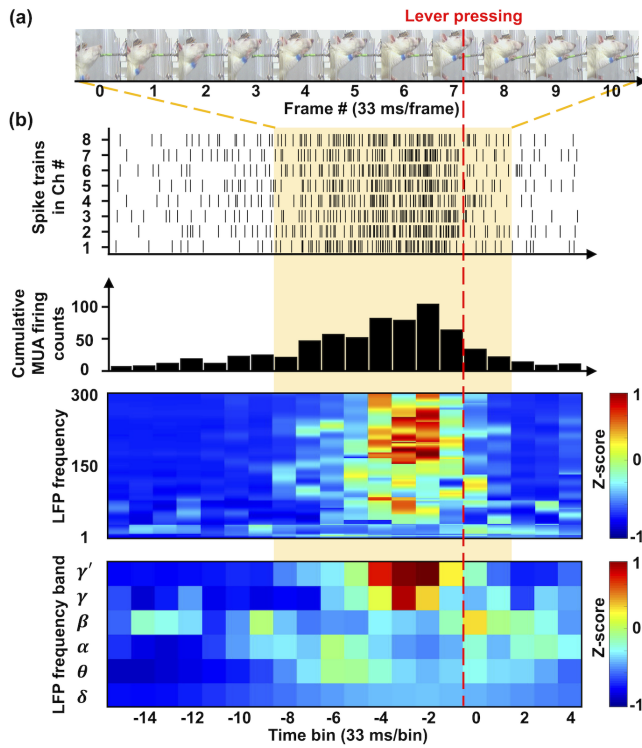 (a)
Lever pressing
0 1 2 3 4 5 6 7 8 9 10
Frame # (33 ms/frame)
(b)
Spike trains
in Ch #
8
7
6
5
4
3
2
1
Cumulative
MUA firing
counts
100
50
0
LFP frequency
300
150
1
Z-score
1
0
-1
LFP frequency band
γ′
γ
β
α
θ
δ
Z-score
1
0
-1
-14 -12 -10 -8 -6 -4 -2 0 2 4
Time bin (33 ms/bin)